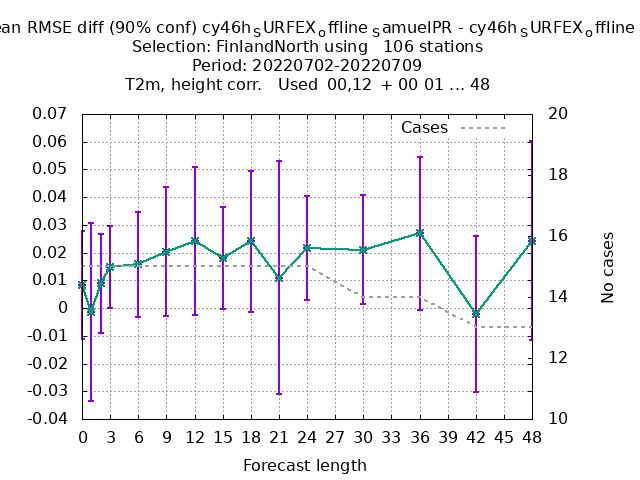 ean RMSE diff (90% conf) cy46h_SURFEX_offline_SamuelPR - cy46h_SURFEX_offline
Selection: FinlandNorth using 106 stations
Period: 20220702-20220709
T2m, height corr. Used 00,12 + 00 01 ... 48
0.07
0.06
0.05
0.04
0.03
0.02
0.01
0
-0.01
-0.02
-0.03
-0.04
Cases
20
18
16
14
12
10
No cases
0 3 6 9 12 15 18 21 24 27 30 33 36 39 42 45 48
Forecast length